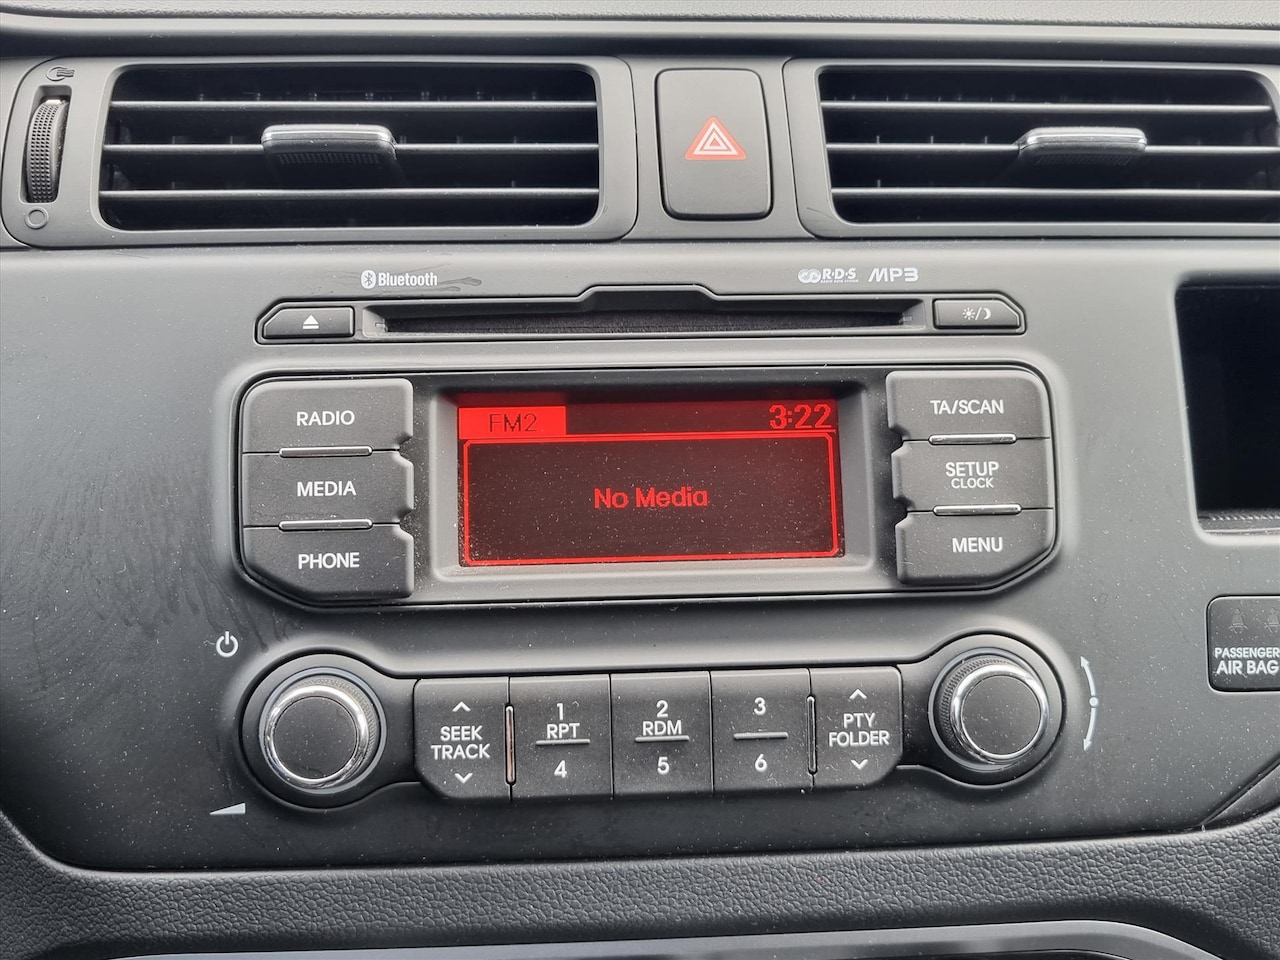 Bluetooth
R·D·S
MP3
RADIO
MEDIA
PHONE
FM2
3:22
No Media
TA/SCAN
SETUP
CLOCK
MENU
PASSENGER
AIR BAG
SEEK
TRACK
1
RPT
4
2
RDM
5
3
6
PTY
FOLDER